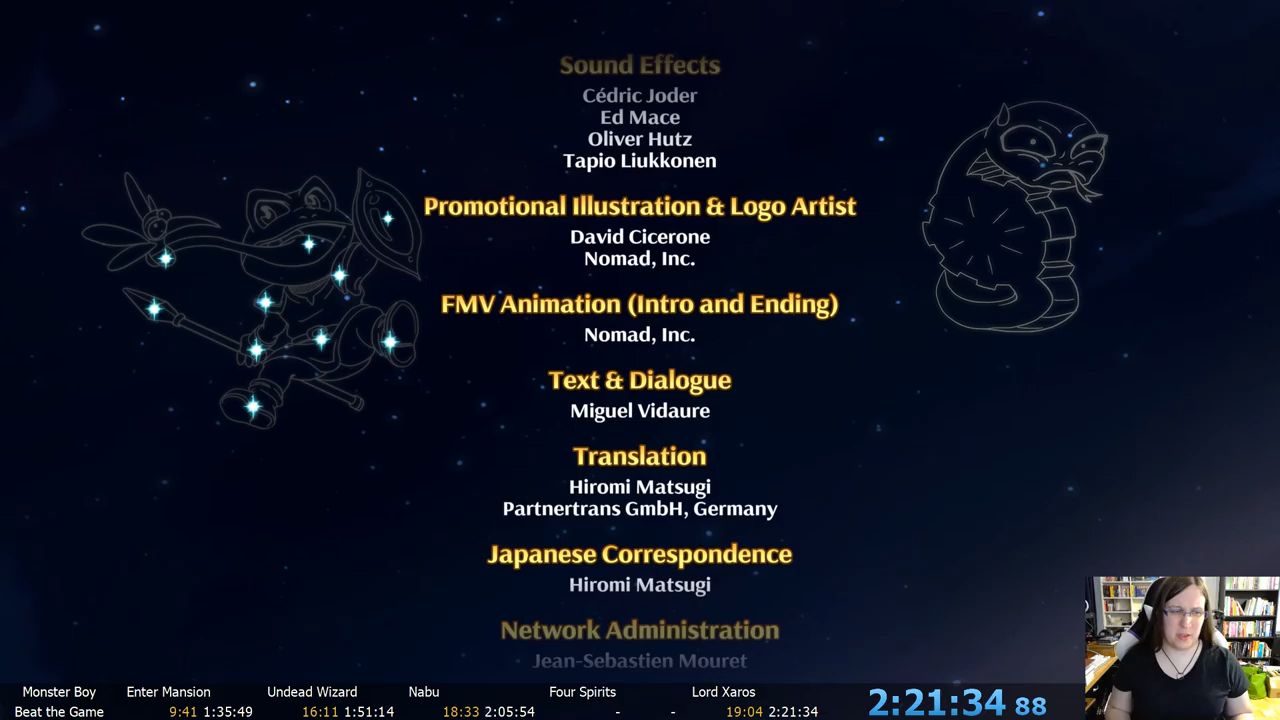 Sound Effects
Cédric Joder
Ed Mace
Oliver Hutz
Tapio Liukkonen
Promotional Illustration & Logo Artist
David Cicerone
Nomad, Inc.
FMV Animation (Intro and Ending)
Nomad, Inc.
Text & Dialogue
Miguel Vidaure
Translation
Hiromi Matsugi
Partnertrans GmbH, Germany
Japanese Correspondence
Hiromi Matsugi
Network Administration
Jean-Sebastien Mouret
Monster Boy Enter Mansion Undead Wizard Nabu Four Spirits Lord Xaros
Beat the Game 9:41 1:35:49 16:11 1:51:14 18:33 2:05:54 - - 19:04 2:21:34
2:21:34 88